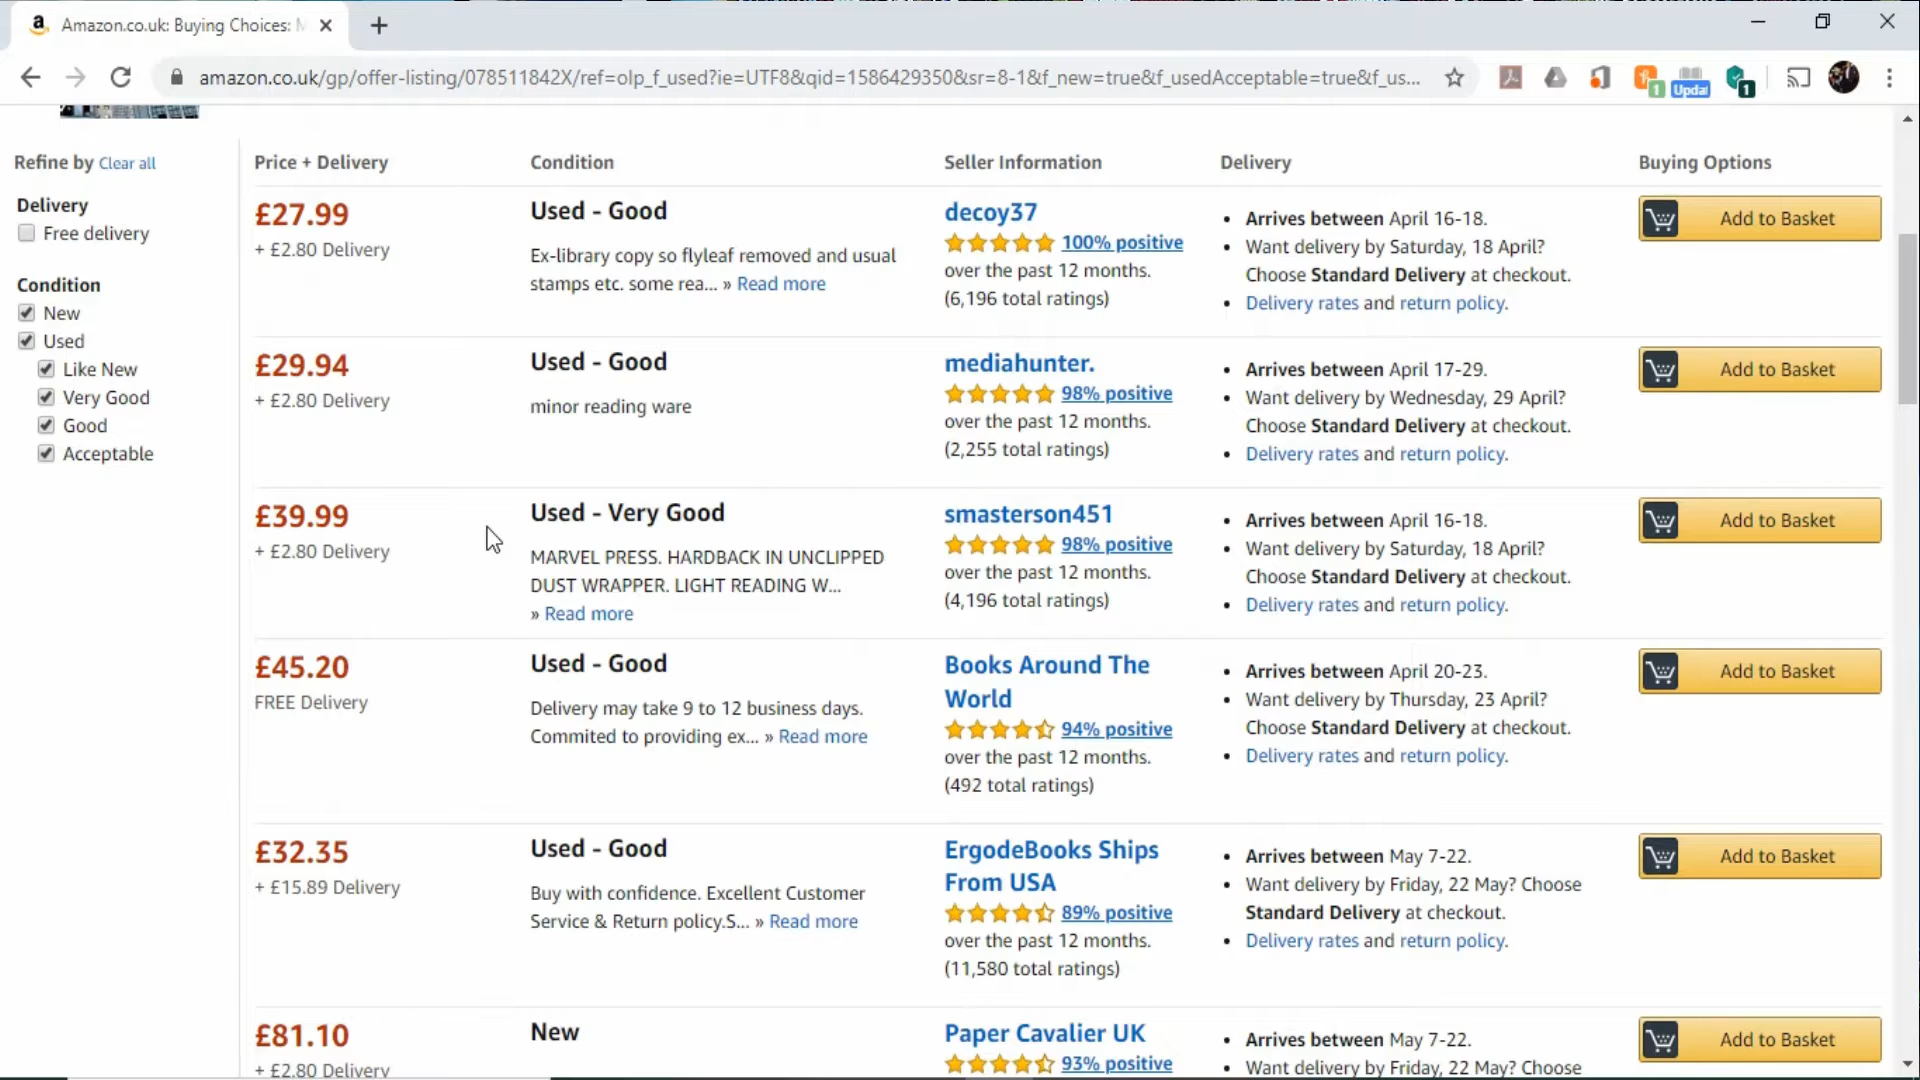 Amazon.co.uk: Buying Choices: M
amazon.co.uk/gp/offer-listing/078511842X/ref=olp_f_used?ie=UTF8&qid=1586429350&sr=8-1&f_new=true&f_usedAcceptable=true&f_us...
1
Updat
1
Refine by Clear all
Delivery
Free delivery
Condition
New
Used
Like New
Very Good
Good
Acceptable
Price + Delivery Condition Seller Information Delivery Buying Options
£27.99
+ £2.80 Delivery
Used - Good
Ex-library copy so flyleaf removed and usual
stamps etc. some rea... » Read more
decoy37
100% positive
over the past 12 months.
(6,196 total ratings)
Arrives between April 16-18.
Want delivery by Saturday, 18 April?
Choose Standard Delivery at checkout.
Delivery rates and return policy.
Add to Basket
£29.94
+ £2.80 Delivery
Used - Good
minor reading ware
mediahunter.
98% positive
over the past 12 months.
(2,255 total ratings)
Arrives between April 17-29.
Want delivery by Wednesday, 29 April?
Choose Standard Delivery at checkout.
Delivery rates and return policy.
Add to Basket
£39.99
+ £2.80 Delivery
Used - Very Good
MARVEL PRESS. HARDBACK IN UNCLIPPED
DUST WRAPPER. LIGHT READING W...
» Read more
smasterson451
98% positive
over the past 12 months.
(4,196 total ratings)
Arrives between April 16-18.
Want delivery by Saturday, 18 April?
Choose Standard Delivery at checkout.
Delivery rates and return policy.
Add to Basket
£45.20
FREE Delivery
Used - Good
Delivery may take 9 to 12 business days.
Commited to providing ex... » Read more
Books Around The
World
94% positive
over the past 12 months.
(492 total ratings)
Arrives between April 20-23.
Want delivery by Thursday, 23 April?
Choose Standard Delivery at checkout.
Delivery rates and return policy.
Add to Basket
£32.35
+ £15.89 Delivery
Used - Good
Buy with confidence. Excellent Customer
Service & Return policy.S... » Read more
ErgodeBooks Ships
From USA
89% positive
over the past 12 months.
(11,580 total ratings)
Arrives between May 7-22.
Want delivery by Friday, 22 May? Choose
Standard Delivery at checkout.
Delivery rates and return policy.
Add to Basket
£81.10
+ £2.80 Delivery
New
Paper Cavalier UK
93% positive
Arrives between May 7-22.
Want delivery by Friday, 22 May? Choose
Add to Basket